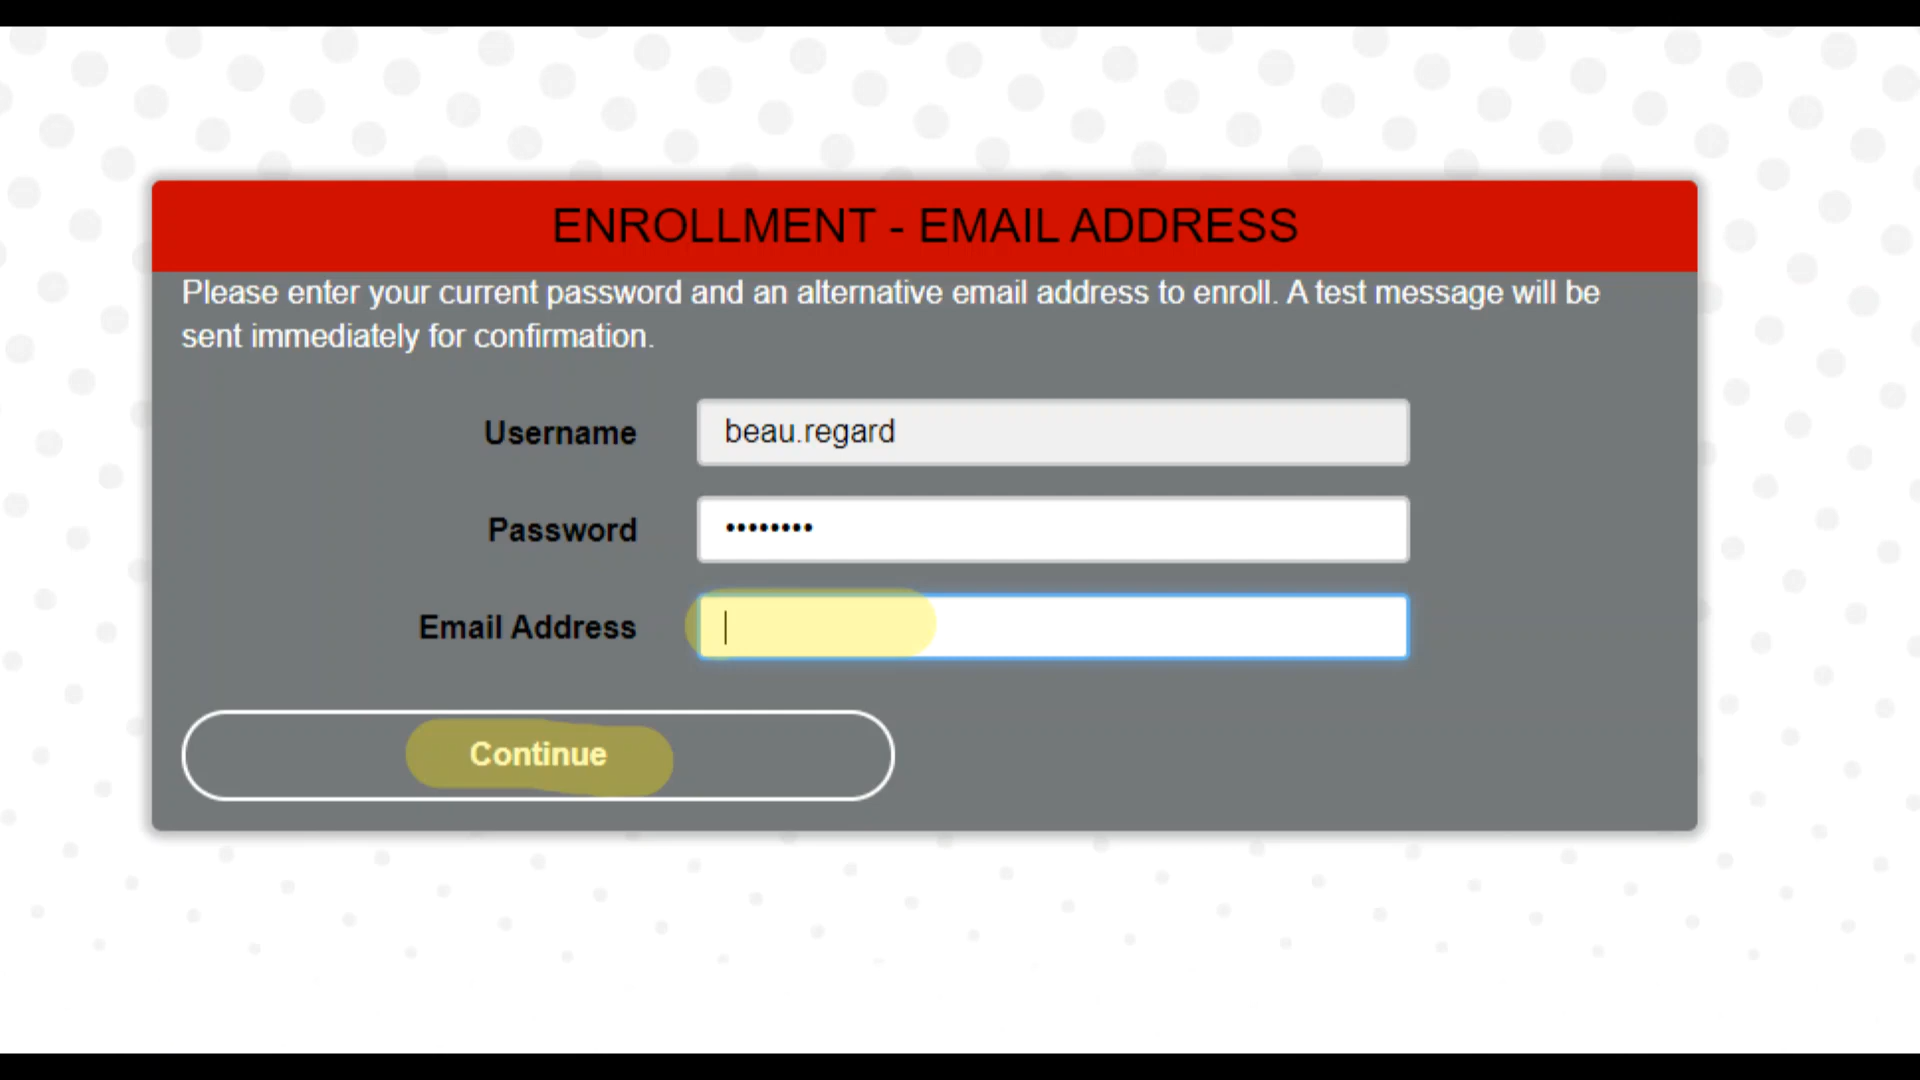 ENROLLMENT - EMAIL ADDRESS
Please enter your current password and an alternative email address to enroll. A test message will be
sent immediately for confirmation.
Username beau.regard
Password ••••••••
Email Address
Continue